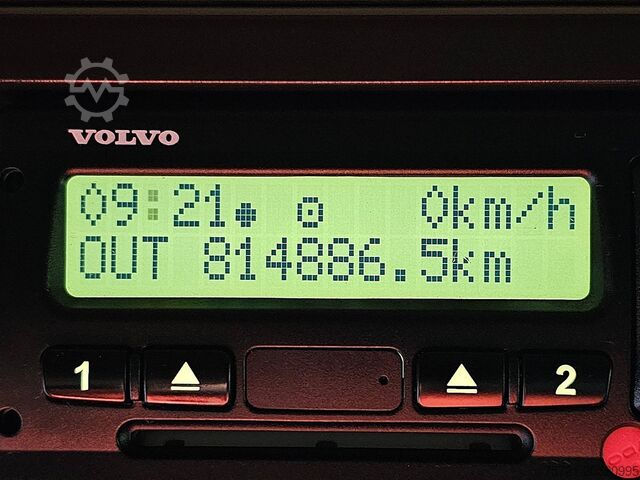 VOLVO
09:21• ⊙ 0km/h
OUT 814886.5km
1 ⏏ ⏏ 2